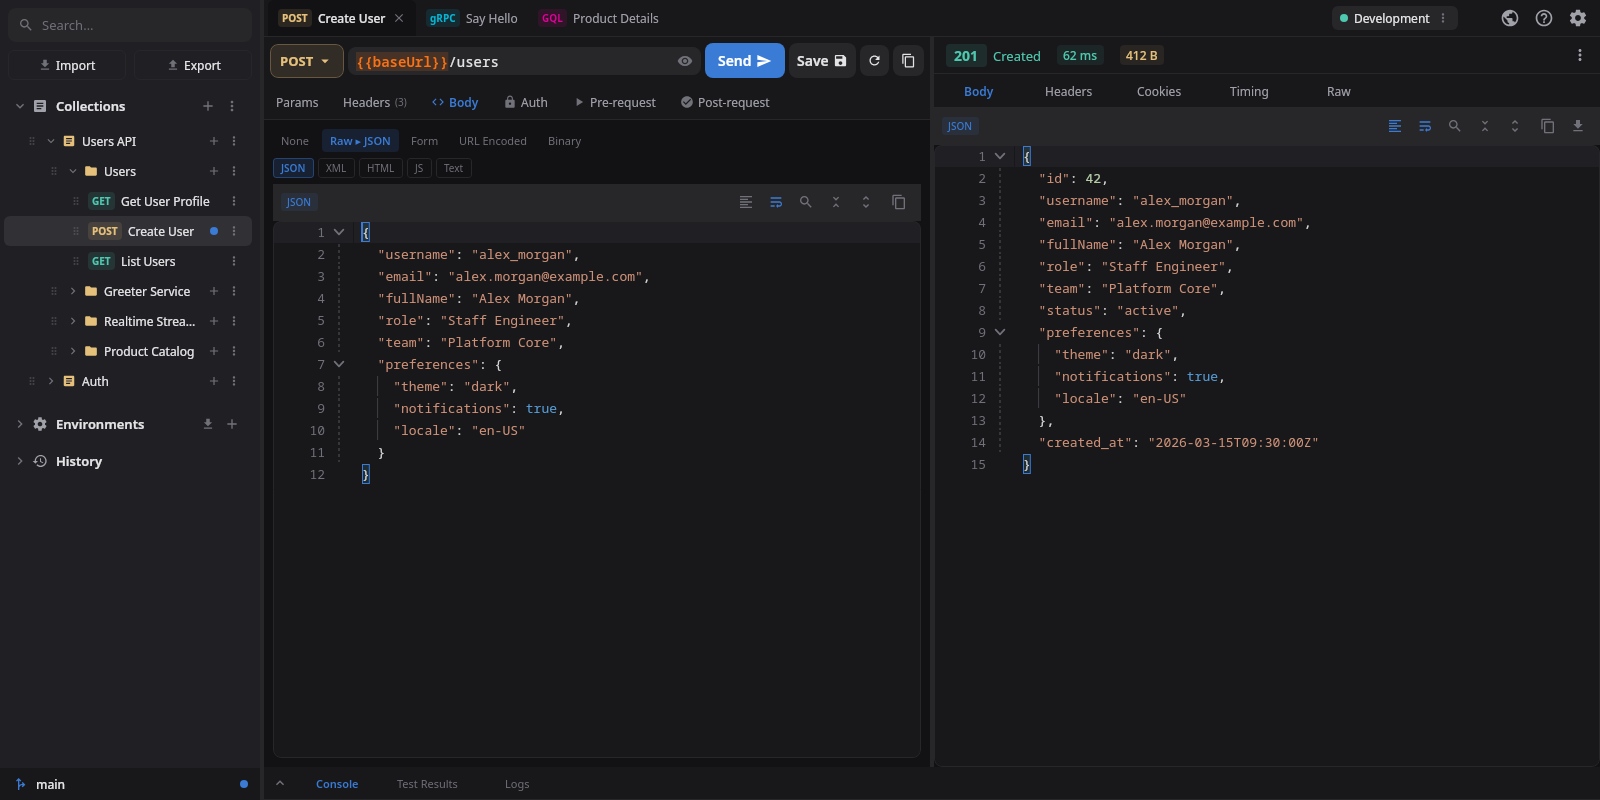 Search...
Import
Export
Collections
Users API
Users
GET Get User Profile
POST Create User
GET List Users
Greeter Service
Realtime Strea...
Product Catalog
Auth
Environments
History
main
POST Create User
gRPC Say Hello
GQL Product Details
Development
POST
{{baseUrl}}/users
Send
Save
Params
Headers (3)
<> Body
Auth
Pre-request
Post-request
None
Raw ▸ JSON
Form
URL Encoded
Binary
JSON
XML
HTML
JS
Text
JSON
1 {
2 "username": "alex_morgan",
3 "email": "alex.morgan@example.com",
4 "fullName": "Alex Morgan",
5 "role": "Staff Engineer",
6 "team": "Platform Core",
7 "preferences": {
8 "theme": "dark",
9 "notifications": true,
10 "locale": "en-US"
11 }
12 }
201 Created
62 ms
412 B
Body
Headers
Cookies
Timing
Raw
JSON
1 {
2 "id": 42,
3 "username": "alex_morgan",
4 "email": "alex.morgan@example.com",
5 "fullName": "Alex Morgan",
6 "role": "Staff Engineer",
7 "team": "Platform Core",
8 "status": "active",
9 "preferences": {
10 "theme": "dark",
11 "notifications": true,
12 "locale": "en-US"
13 },
14 "created_at": "2026-03-15T09:30:00Z"
15 }
Console
Test Results
Logs